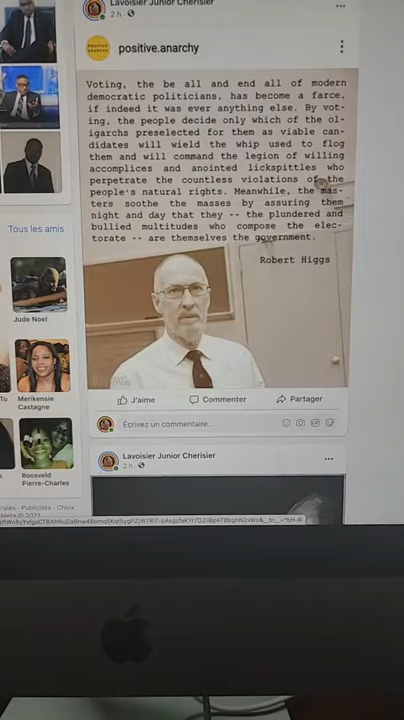 Lavoisier Junior Cherisier
2 h ·
positive.anarchy
Voting, the be all and end all of modern
democratic politicians, has become a farce,
if indeed it was ever anything else. By vot-
ing, the people decide only which of the ol-
igarchs preselected for them as viable can-
didates will wield the whip used to flog
them and will command the legion of willing
accomplices and anointed lickspittles who
perpetrate the countless violations of the
people's natural rights. Meanwhile, the mas-
ters soothe the masses by assuring them
night and day that they -- the plundered and
bullied multitudes who compose the elec-
torate -- are themselves the government.
Robert Higgs
Tous les amis
Jude Noel
Merikensie
Castagne
Roosveld
Pierre-Charles
J'aime
Commenter
Partager
Écrivez un commentaire...
Lavoisier Junior Cherisier
2 h ·
Publicités · Choix